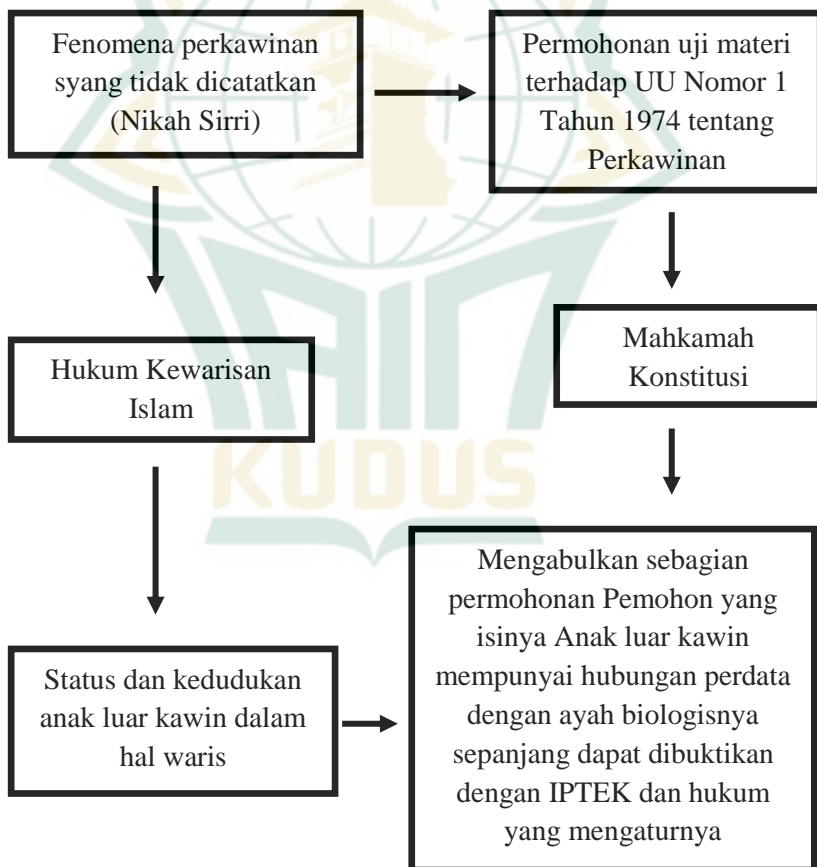 Fenomena perkawinan
syang tidak dicatatkan
(Nikah Sirri)
Permohonan uji materi
terhadap UU Nomor 1
Tahun 1974 tentang
Perkawinan
Hukum Kewarisan
Islam
Mahkamah
Konstitusi
IAIN
KUDUS
Status dan kedudukan
anak luar kawin dalam
hal waris
Mengabulkan sebagian
permohonan Pemohon yang
isinya Anak luar kawin
mempunyai hubungan perdata
dengan ayah biologisnya
sepanjang dapat dibuktikan
dengan IPTEK dan hukum
yang mengaturnya